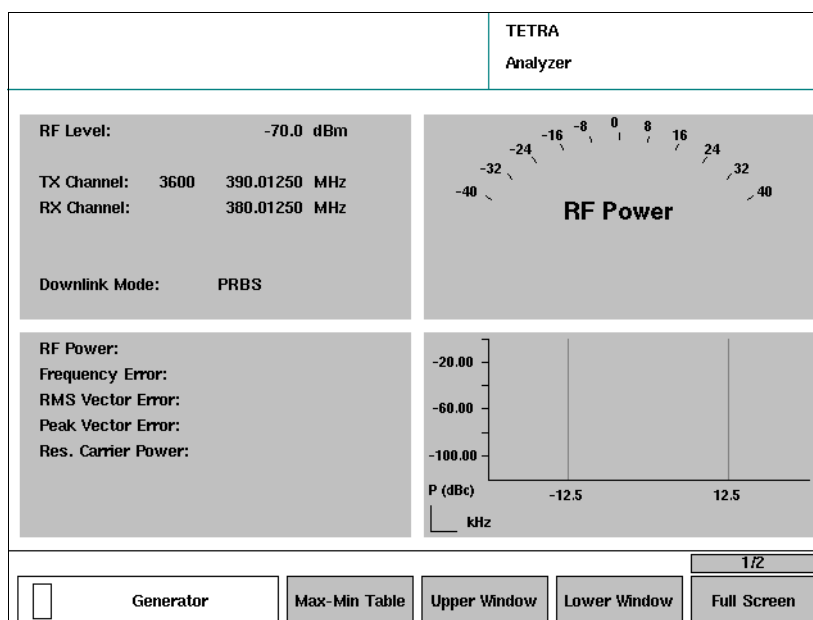 TETRA
Analyzer
RF Level: -70.0 dBm
TX Channel: 3600 390.01250 MHz
RX Channel: 380.01250 MHz
Downlink Mode: PRBS
-40 -32 -24 -16 -8 0 8 16 24 32 40
RF Power
RF Power:
Frequency Error:
RMS Vector Error:
Peak Vector Error:
Res. Carrier Power:
-20.00
-60.00
-100.00
P (dBc)
-12.5 12.5
kHz
1/2
Generator
Max-Min Table
Upper Window
Lower Window
Full Screen